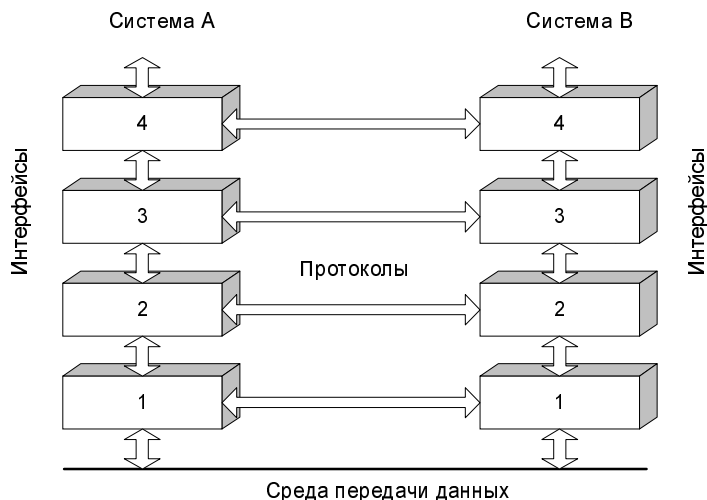 Система А
Система В
4
4
Интерфейсы
3
3
Интерфейсы
Протоколы
2
2
1
1
Среда передачи данных